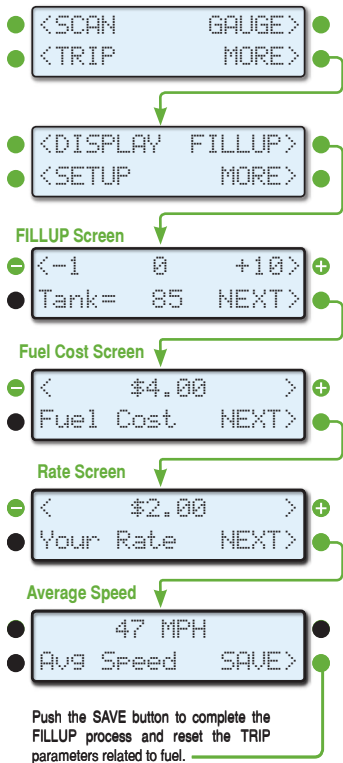 <SCAN GAUGE>
<TRIP MORE>
<DISPLAY FILLUP>
<SETUP MORE>
FILLUP Screen
<-1 0 +10>
Tank= 85 NEXT>
Fuel Cost Screen
< $4.00 >
Fuel Cost NEXT>
Rate Screen
< $2.00 >
Your Rate NEXT>
Average Speed
47 MPH
Avg Speed SAVE>
Push the SAVE button to complete the
FILLUP process and reset the TRIP
parameters related to fuel.